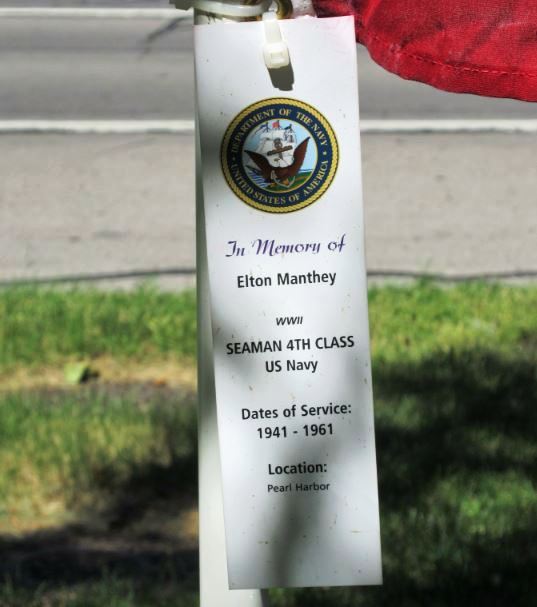 DEPARTMENT OF THE NAVY
UNITED STATES OF AMERICA
In Memory of
Elton Manthey
WWII
SEAMAN 4TH CLASS
US Navy
Dates of Service:
1941 - 1961
Location:
Pearl Harbor